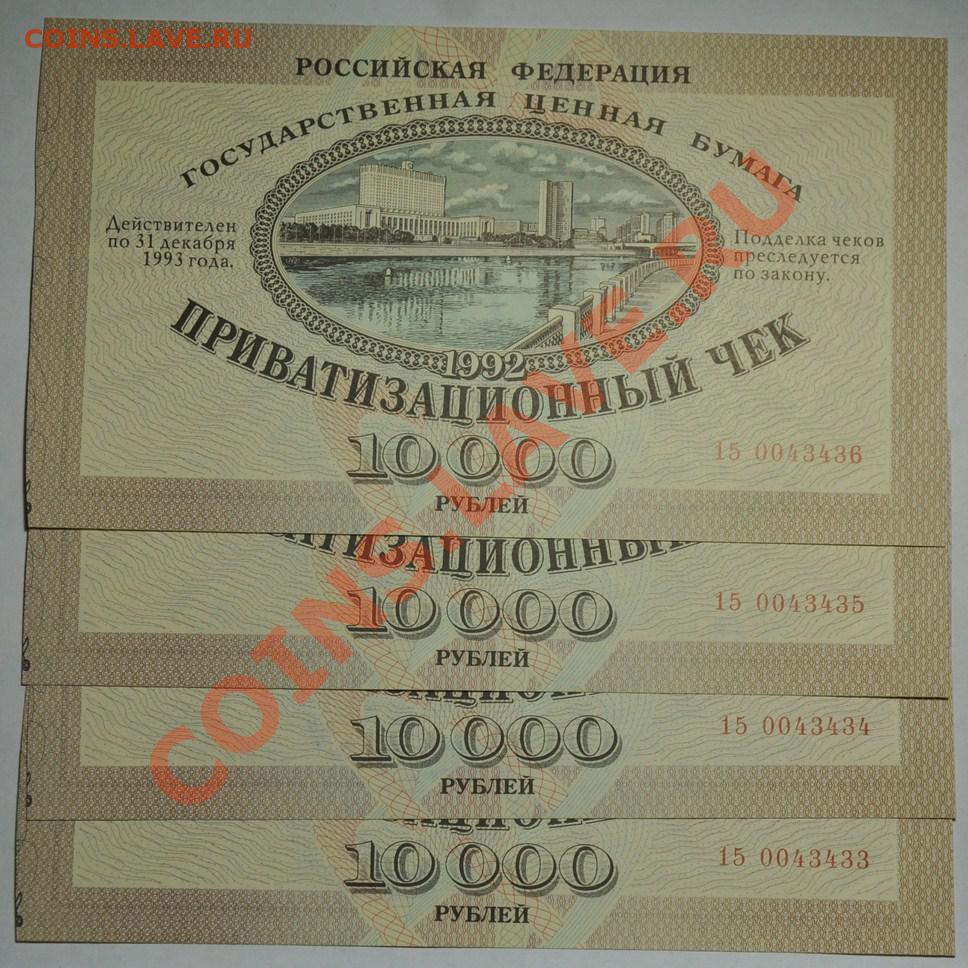 COINS.LAVE.RU
РОССИЙСКАЯ ФЕДЕРАЦИЯ
ГОСУДАРСТВЕННАЯ ЦЕННАЯ БУМАГА
Действителен
по 31 декабря
1993 года.
Подделка чеков
преследуется
по закону.
1992
ПРИВАТИЗАЦИОННЫЙ ЧЕК
10 000
15 0043436
РУБЛЕЙ
АТИЗАЦИОННЫ
10 000
15 0043435
РУБЛЕЙ
10 000
15 0043434
РУБЛЕЙ
10 000
15 0043433
РУБЛЕЙ
COINS.LAVE.RU